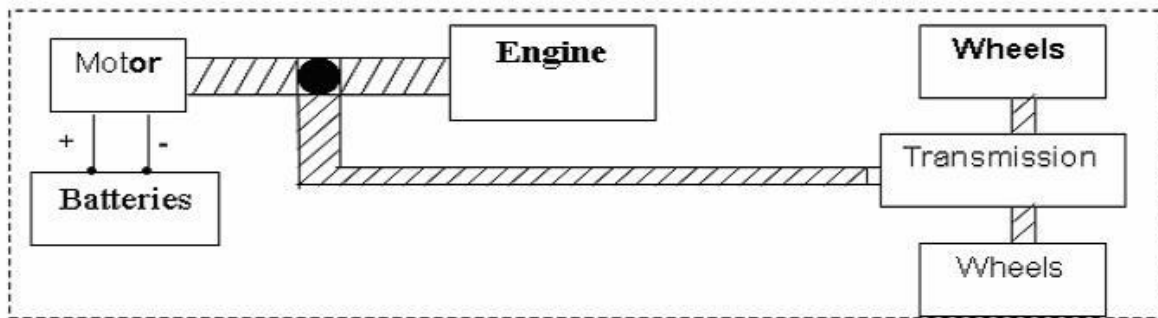 Motor
Engine
Wheels
+ -
Batteries
Transmission
Wheels